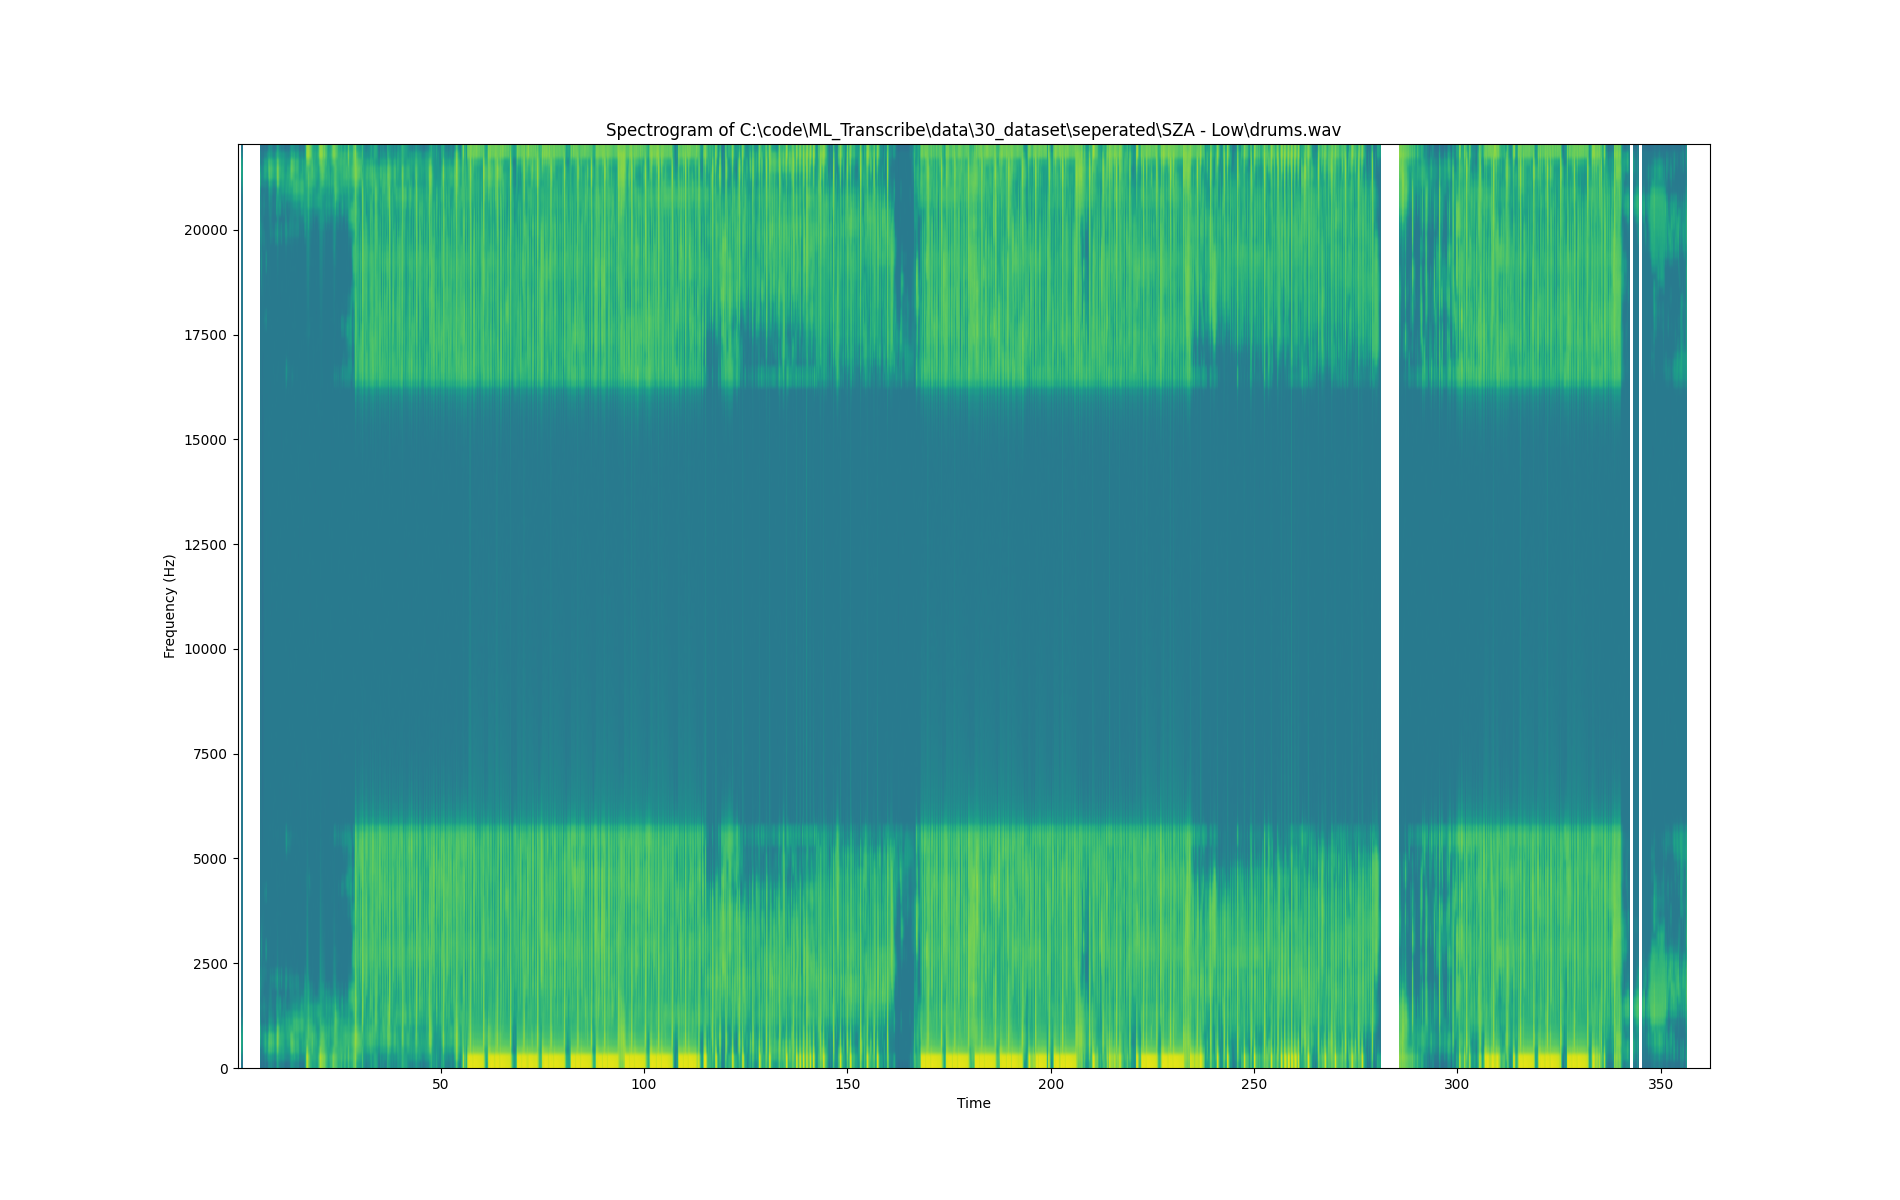 Spectrogram of C:\code\ML_Transcribe\data\30_dataset\seperated\SZA - Low\drums.wav
20000
17500
15000
12500
10000
7500
5000
2500
0
Frequency (Hz)
50 100 150 200 250 300 350
Time